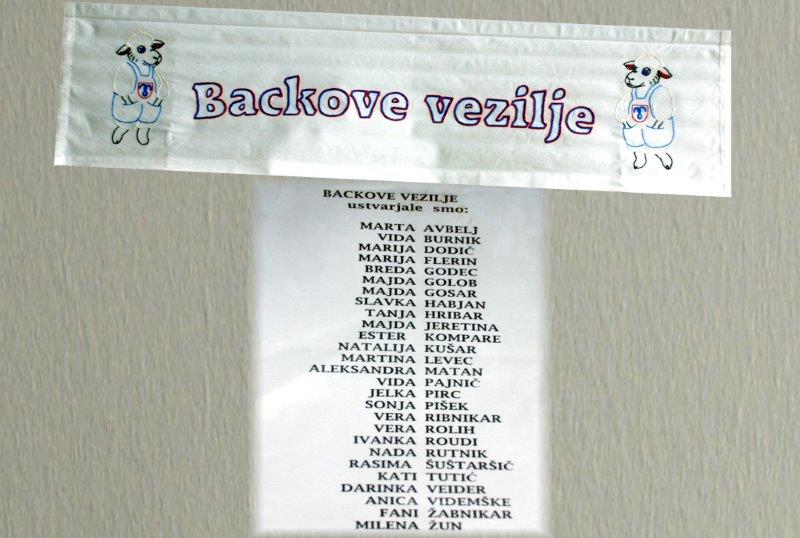 Backove vezilje
BACKOVE VEZILJE
ustvarjale smo:
MARTA AVBELJ
VIDA BURNIK
MARIJA DODIČ
MARIJA FLERIN
BREDA GODEC
MAJDA GOLOB
MAJDA GOSAR
SLAVKA HABJAN
TANJA HRIBAR
MAJDA JERETINA
ESTER KOMPARE
NATALIJA KUŠAR
MARTINA LEVEC
ALEKSANDRA MATAN
VIDA PAJNIČ
JELKA PIRC
SONJA PIŠEK
VERA RIBNIKAR
VERA ROLIH
IVANKA ROUDI
NADA RUTNIK
RASIMA ŠUŠTARŠIČ
KATI TUTIĆ
DARINKA VEIDER
ANICA VIDEMŠKE
FANI ŽABNIKAR
MILENA ŽUN